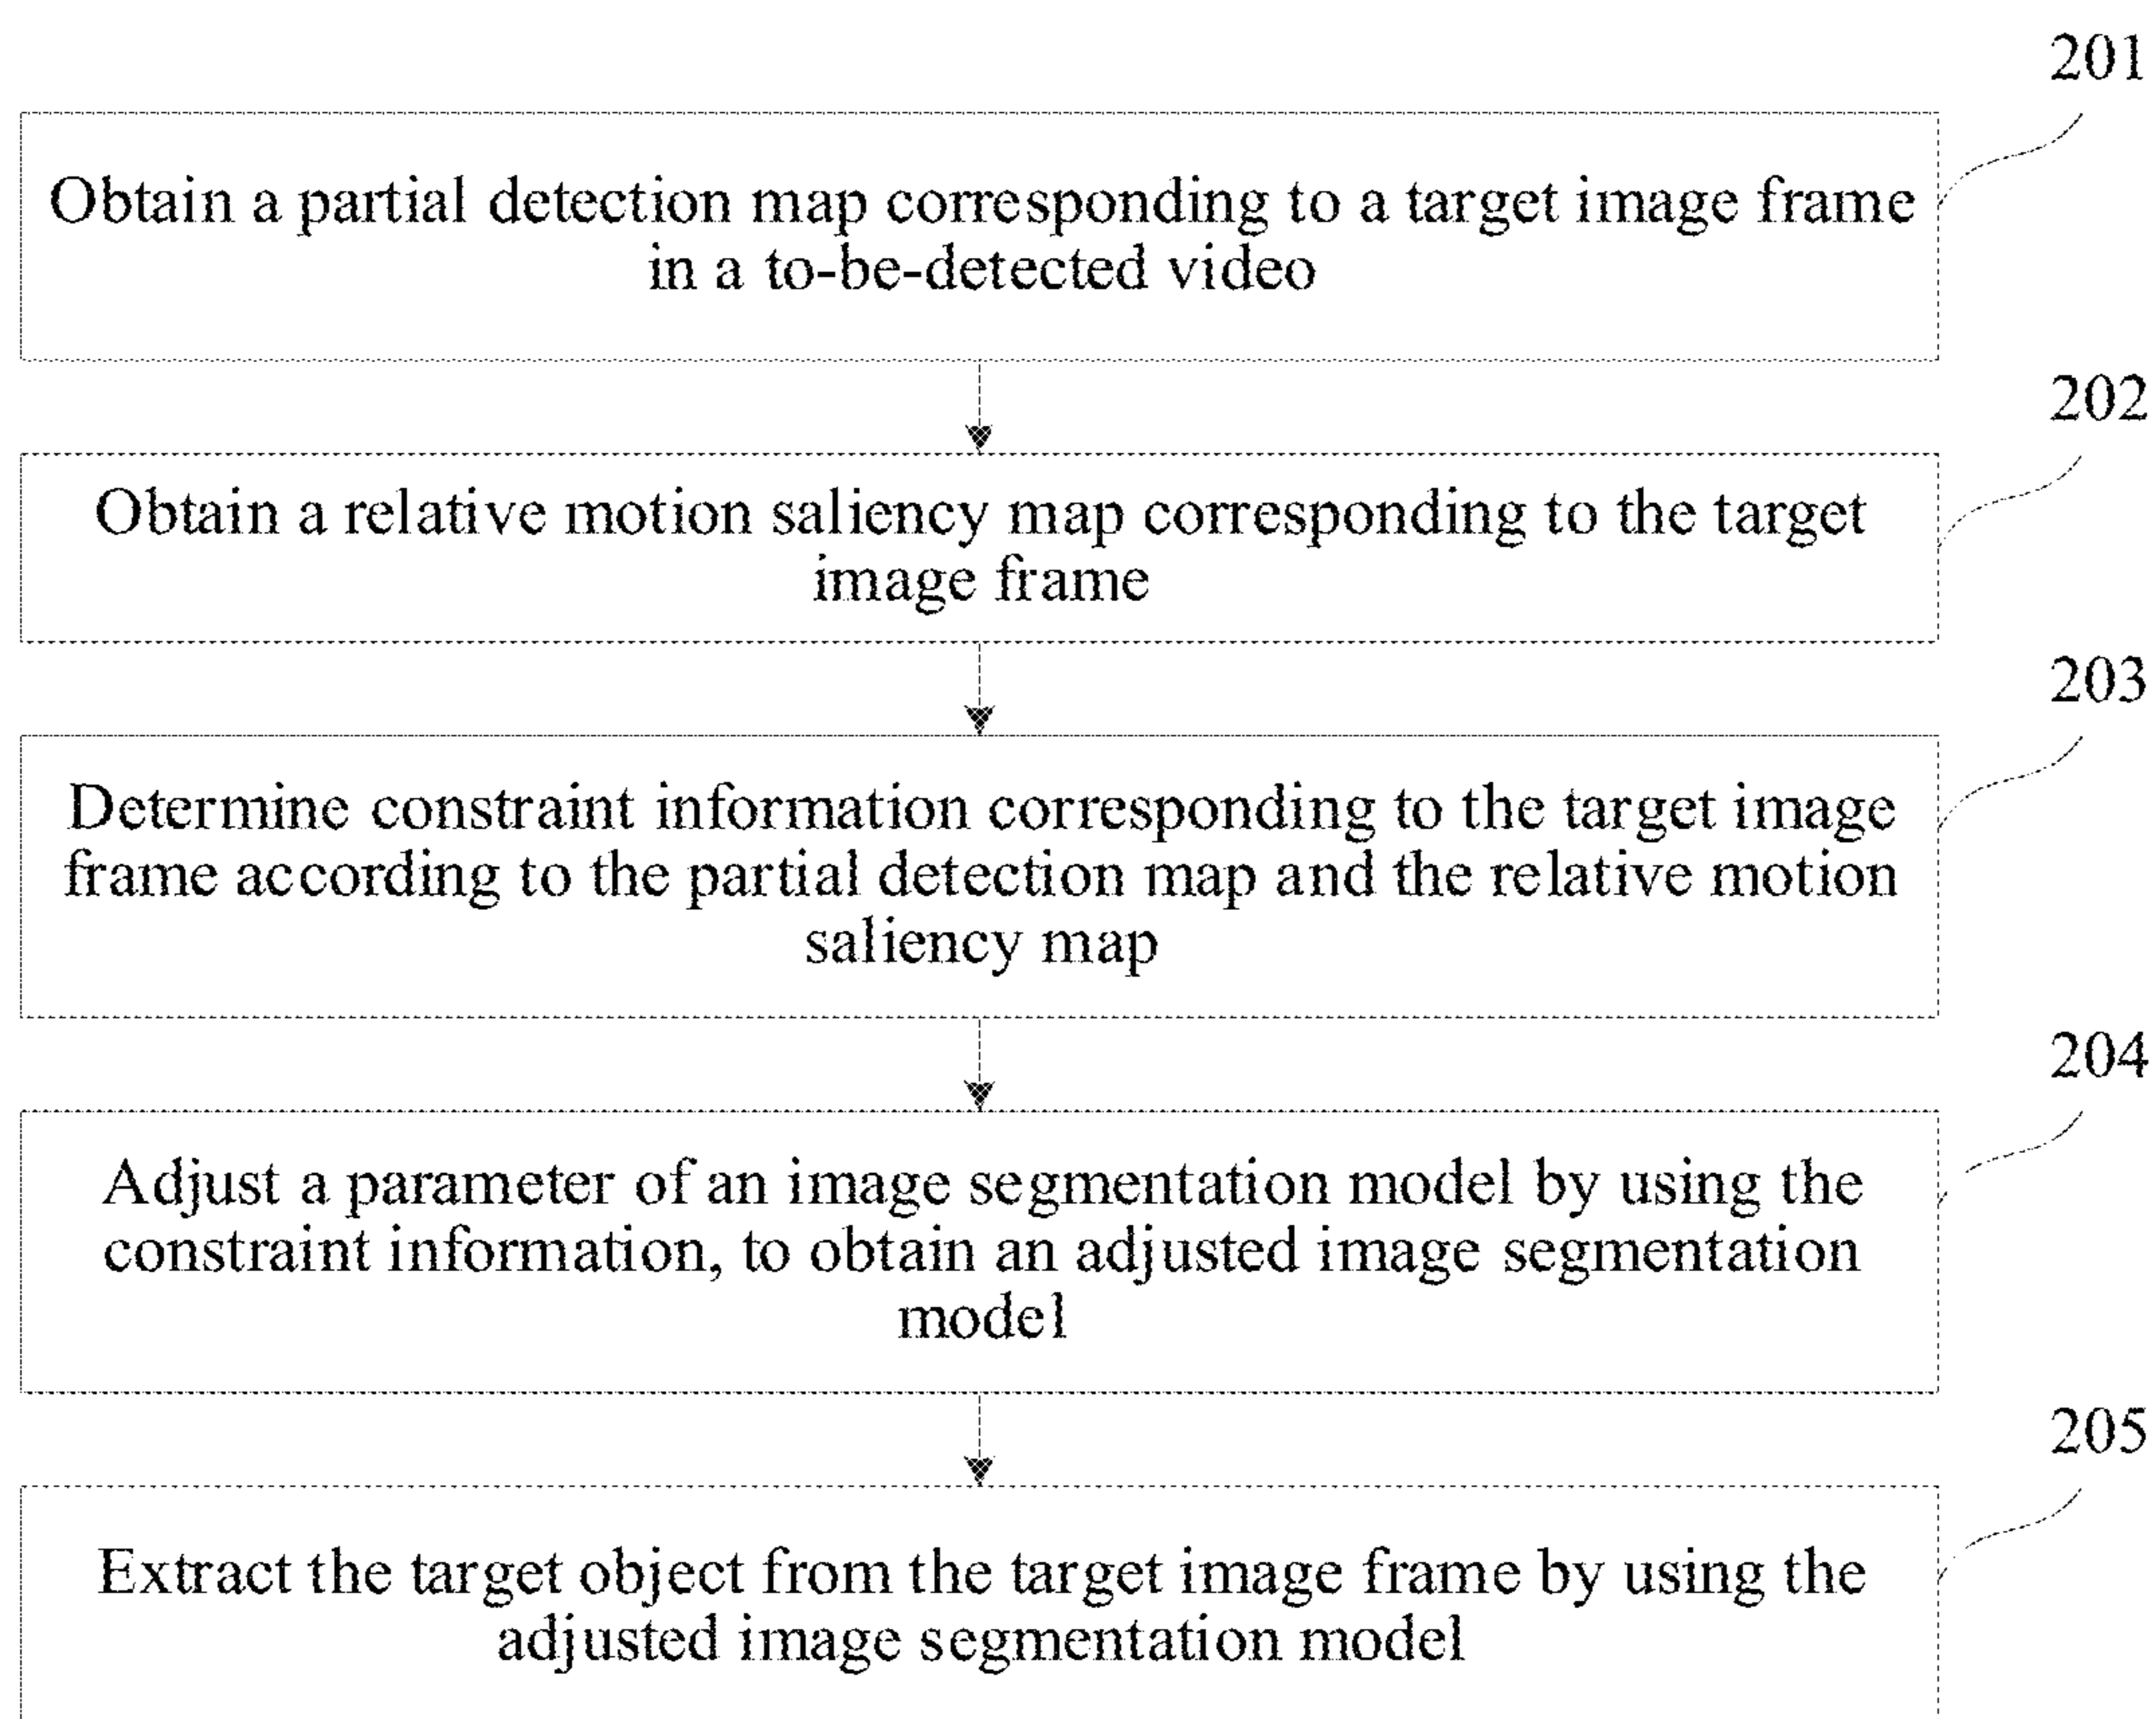 201
Obtain a partial detection map corresponding to a target image frame
in a to-be-detected video
202
Obtain a relative motion saliency map corresponding to the target
image frame
203
Determine constraint information corresponding to the target image
frame according to the partial detection map and the relative motion
saliency map
204
Adjust a parameter of an image segmentation model by using the
constraint information, to obtain an adjusted image segmentation
model
205
Extract the target object from the target image frame by using the
adjusted image segmentation model